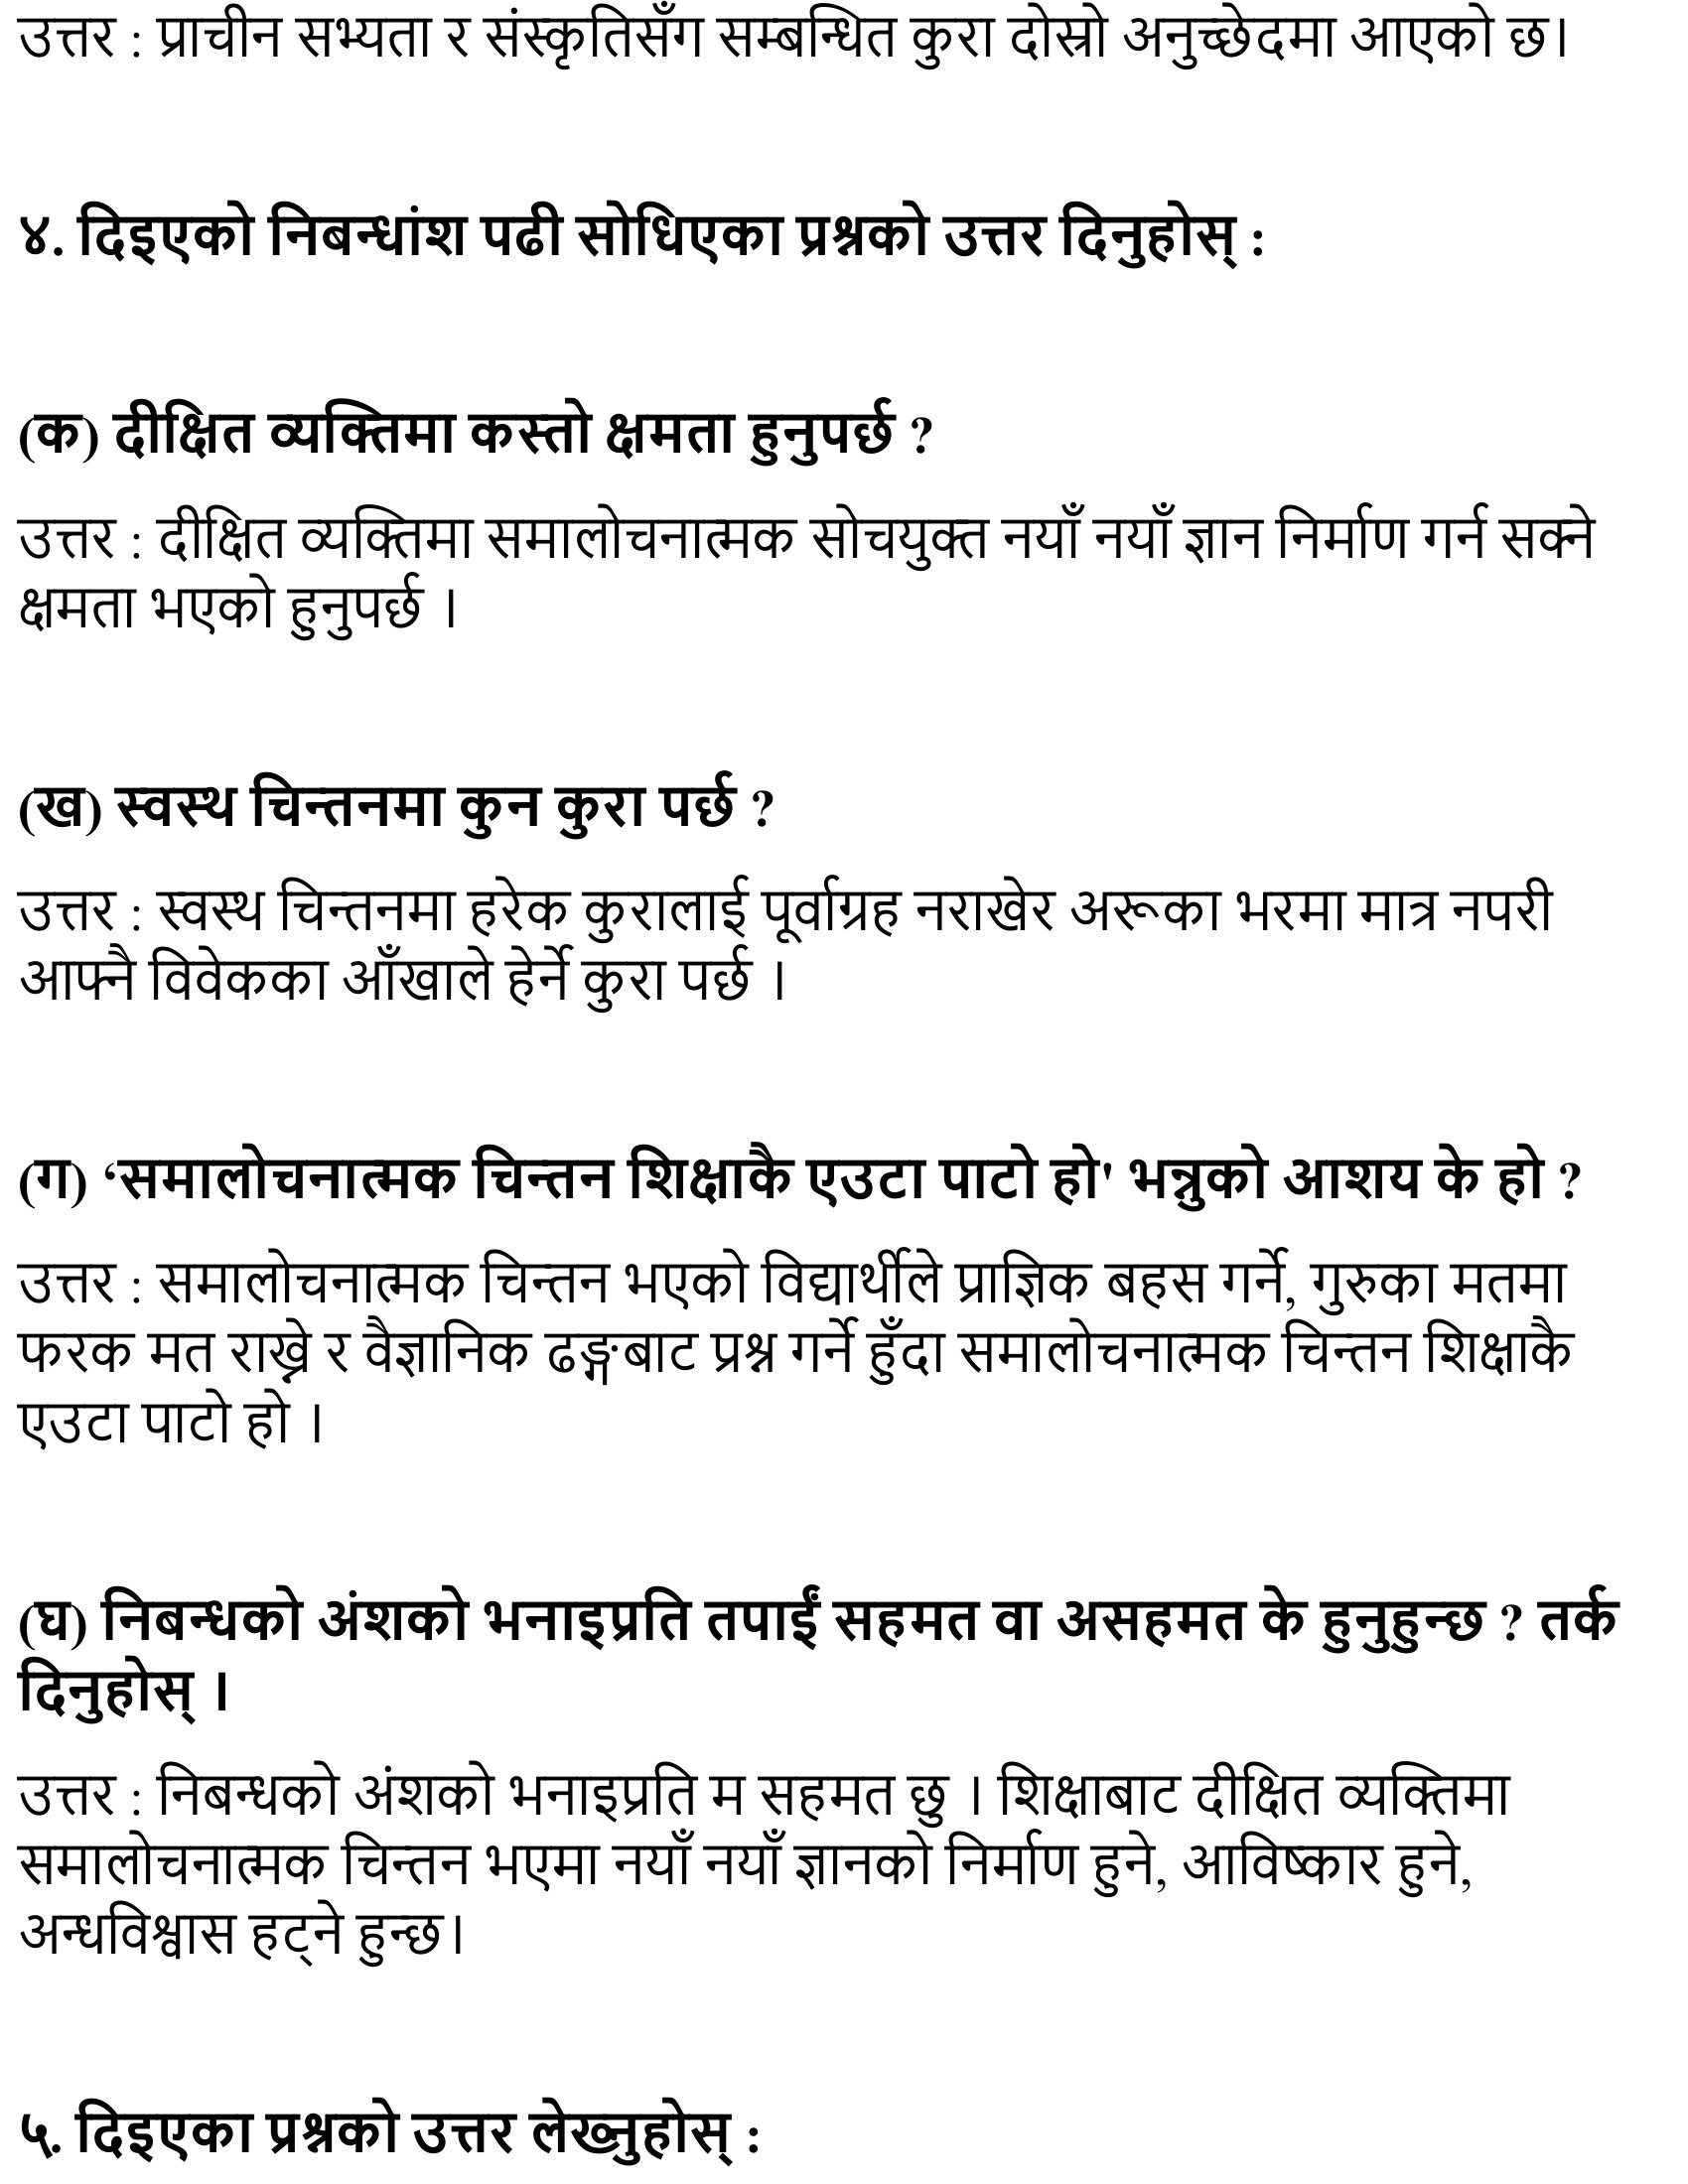 उत्तर : प्राचीन सभ्यता र संस्कृतिसँग सम्बन्धित कुरा दोस्रो अनुच्छेदमा आएको छ।
४. दिइएको निबन्धांश पढी सोधिएका प्रश्नको उत्तर दिनुहोस् :
(क) दीक्षित व्यक्तिमा कस्तो क्षमता हुनुपर्छ ?
उत्तर : दीक्षित व्यक्तिमा समालोचनात्मक सोचयुक्त नयाँ नयाँ ज्ञान निर्माण गर्न सक्ने
क्षमता भएको हुनुपर्छ ।
(ख) स्वस्थ चिन्तनमा कुन कुरा पर्छ ?
उत्तर : स्वस्थ चिन्तनमा हरेक कुरालाई पूर्वाग्रह नराखेर अरूका भरमा मात्र नपरी
आफ्नै विवेकका आँखाले हेर्ने कुरा पर्छ ।
(ग) ‘समालोचनात्मक चिन्तन शिक्षाकै एउटा पाटो हो' भन्नुको आशय के हो ?
उत्तर : समालोचनात्मक चिन्तन भएको विद्यार्थीले प्राज्ञिक बहस गर्ने, गुरुका मतमा
फरक मत राख्ने र वैज्ञानिक ढङ्गबाट प्रश्न गर्ने हुँदा समालोचनात्मक चिन्तन शिक्षाकै
एउटा पाटो हो ।
(घ) निबन्धको अंशको भनाइप्रति तपाईं सहमत वा असहमत के हुनुहुन्छ ? तर्क
दिनुहोस् ।
उत्तर : निबन्धको अंशको भनाइप्रति म सहमत छु । शिक्षाबाट दीक्षित व्यक्तिमा
समालोचनात्मक चिन्तन भएमा नयाँ नयाँ ज्ञानको निर्माण हुने, आविष्कार हुने,
अन्धविश्वास हट्ने हुन्छ।
५. दिइएका प्रश्नको उत्तर लेख्नुहोस् :